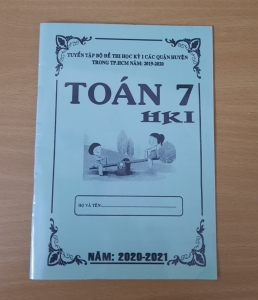 TUYỂN TẬP BỘ ĐỀ THI HỌC KỲ I CÁC QUẬN HUYỆN
TRONG TP.HCM NĂM: 2019-2020
TOÁN 7
HKI
HỌ VÀ TÊN:
NĂM: 2020-2021